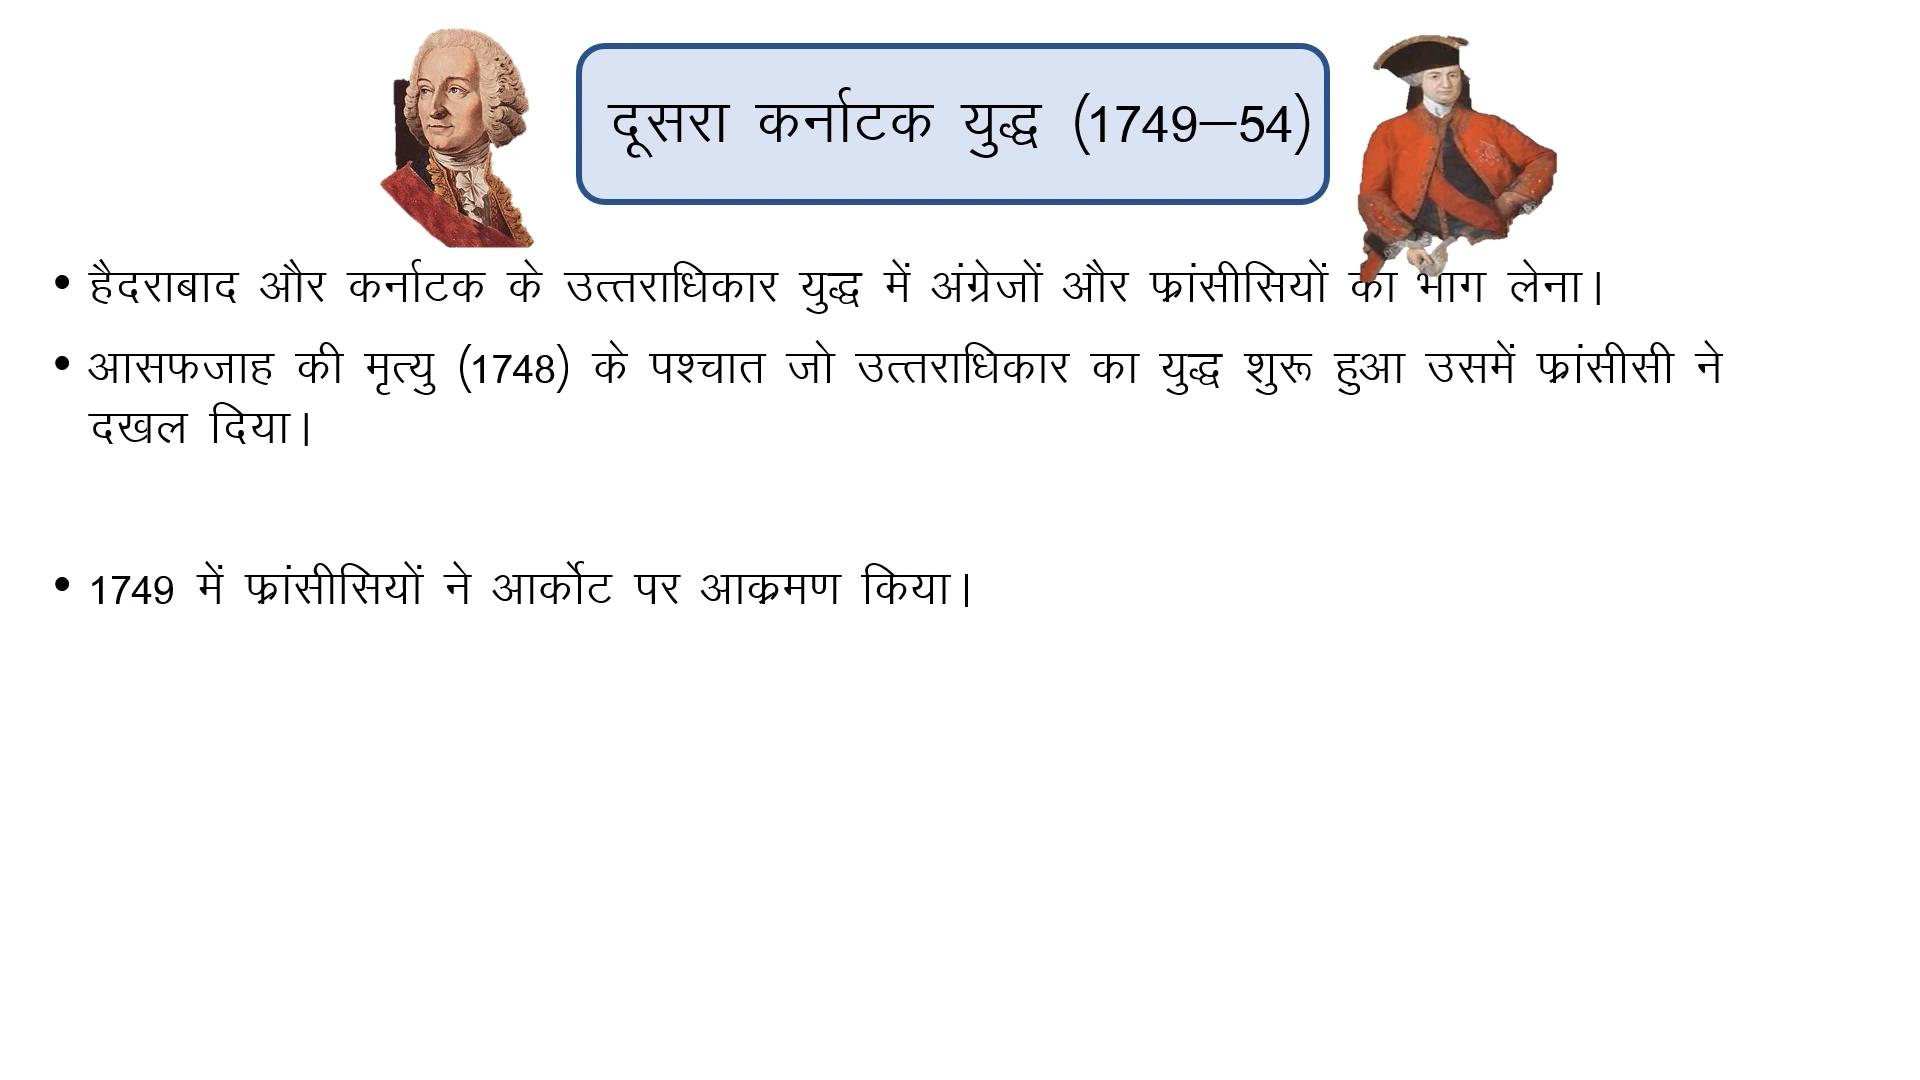 दूसरा कर्नाटक युद्ध (1749–54)
• हैदराबाद और कर्नाटक के उत्तराधिकार युद्ध में अंग्रेजों और फ्रांसीसियों का भाग लेना।
• आसफजाह की मृत्यु (1748) के पश्चात जो उत्तराधिकार का युद्ध शुरू हुआ उसमें फ्रांसीसी ने
दखल दिया।
• 1749 में फ्रांसीसियों ने आर्कोट पर आक्रमण किया।